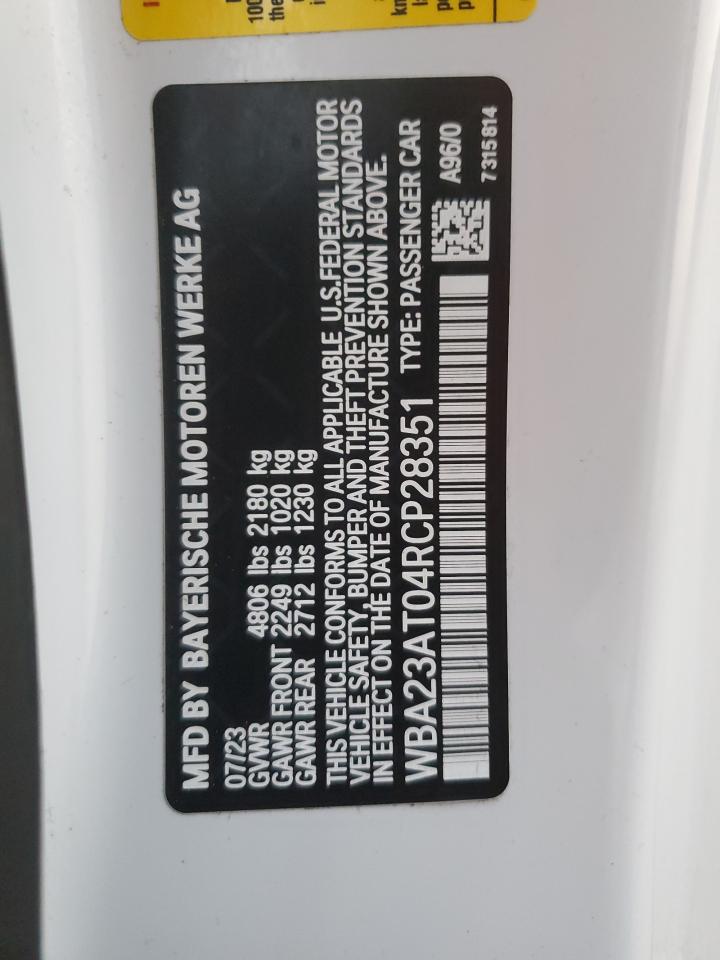 MFD BY BAYERISCHE MOTOREN WERKE AG
07/23
GVWR 4806 lbs 2180 kg
GAWR FRONT 2249 lbs 1020 kg
GAWR REAR 2712 lbs 1230 kg
THIS VEHICLE CONFORMS TO ALL APPLICABLE U.S.FEDERAL MOTOR
VEHICLE SAFETY, BUMPER AND THEFT PREVENTION STANDARDS
IN EFFECT ON THE DATE OF MANUFACTURE SHOWN ABOVE.
WBA23AT04RCP28351 TYPE: PASSENGER CAR
A96/0
7315814